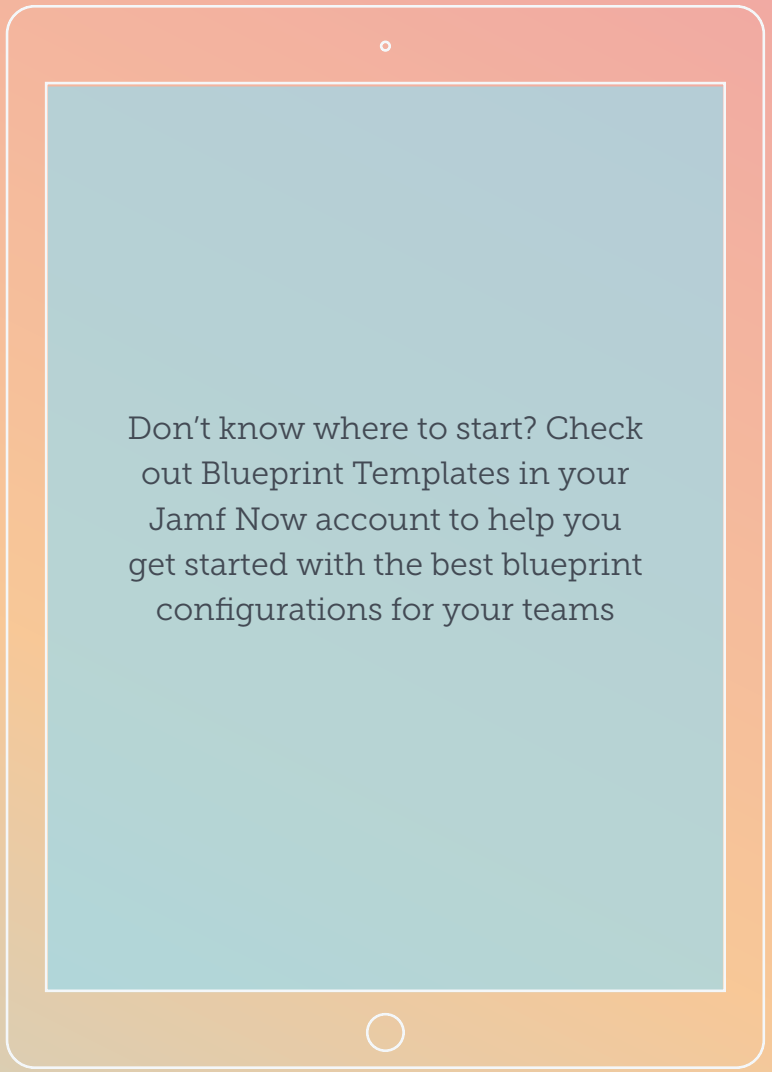 Don’t know where to start? Check
out Blueprint Templates in your
Jamf Now account to help you
get started with the best blueprint
configurations for your teams